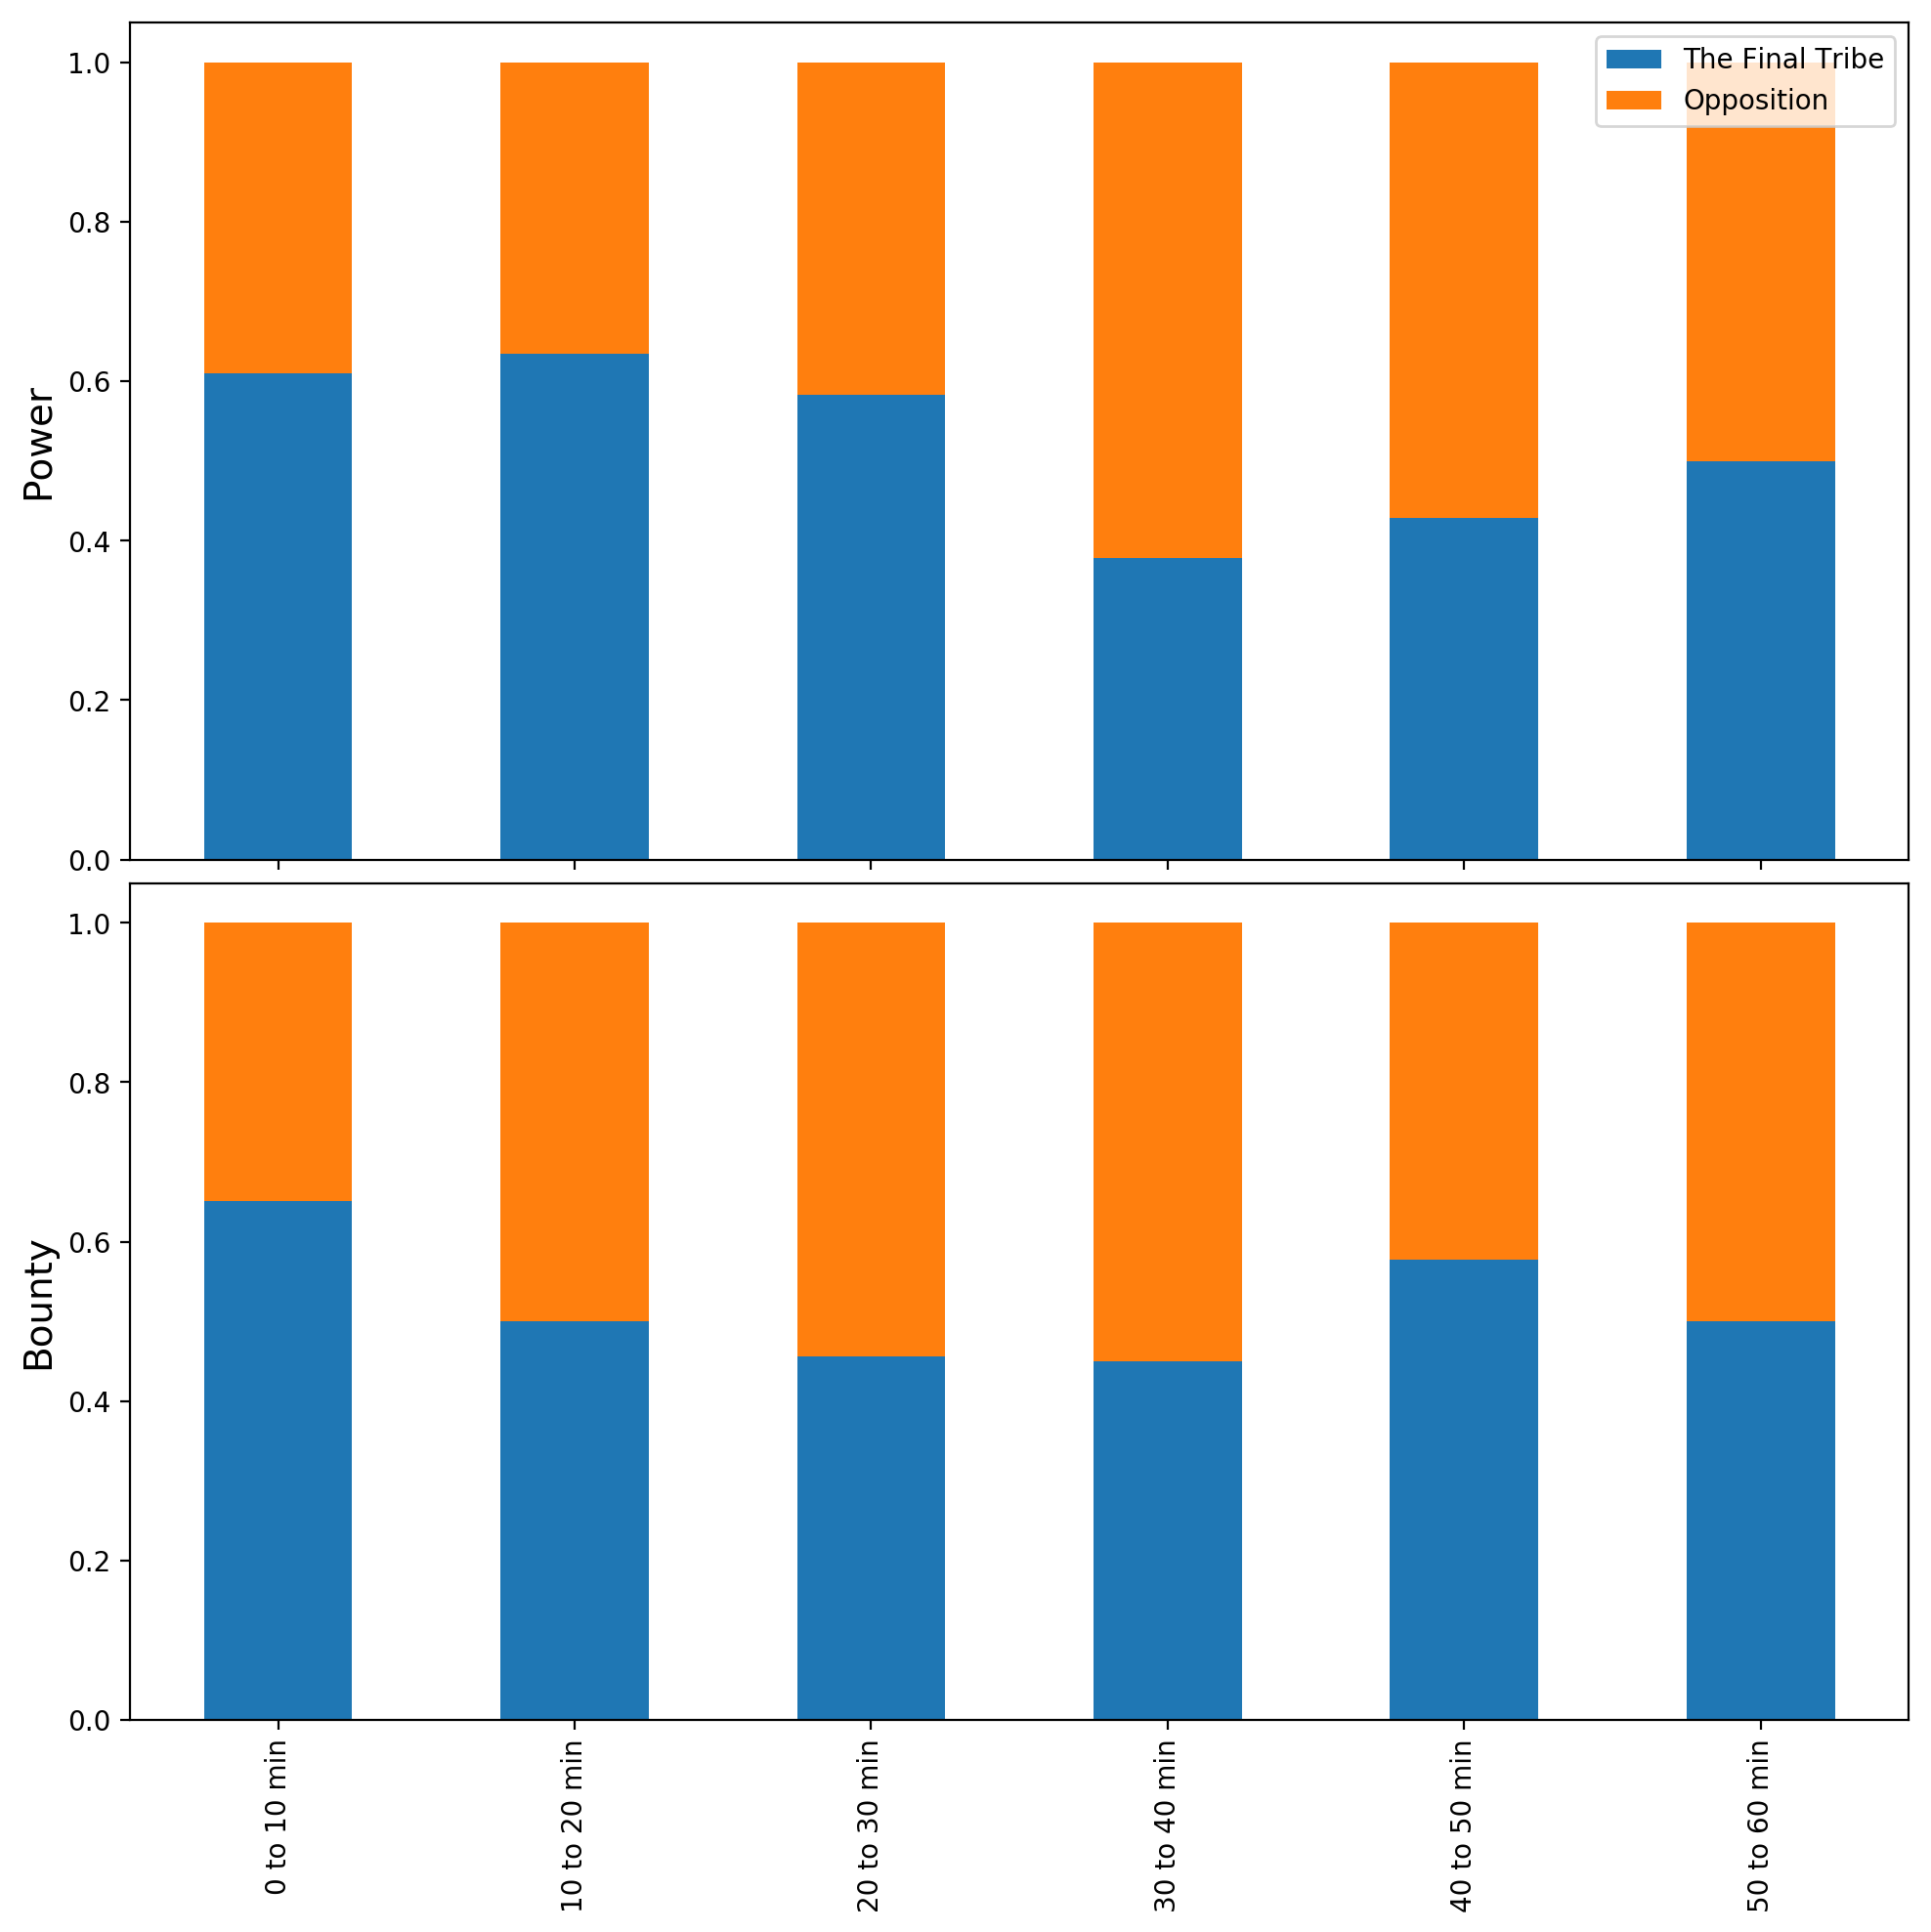 The Final Tribe
Opposition
1.0
0.8
0.6
0.4
0.2
0.0
Power
1.0
0.8
0.6
0.4
0.2
0.0
Bounty
0 to 10 min
10 to 20 min
20 to 30 min
30 to 40 min
40 to 50 min
50 to 60 min